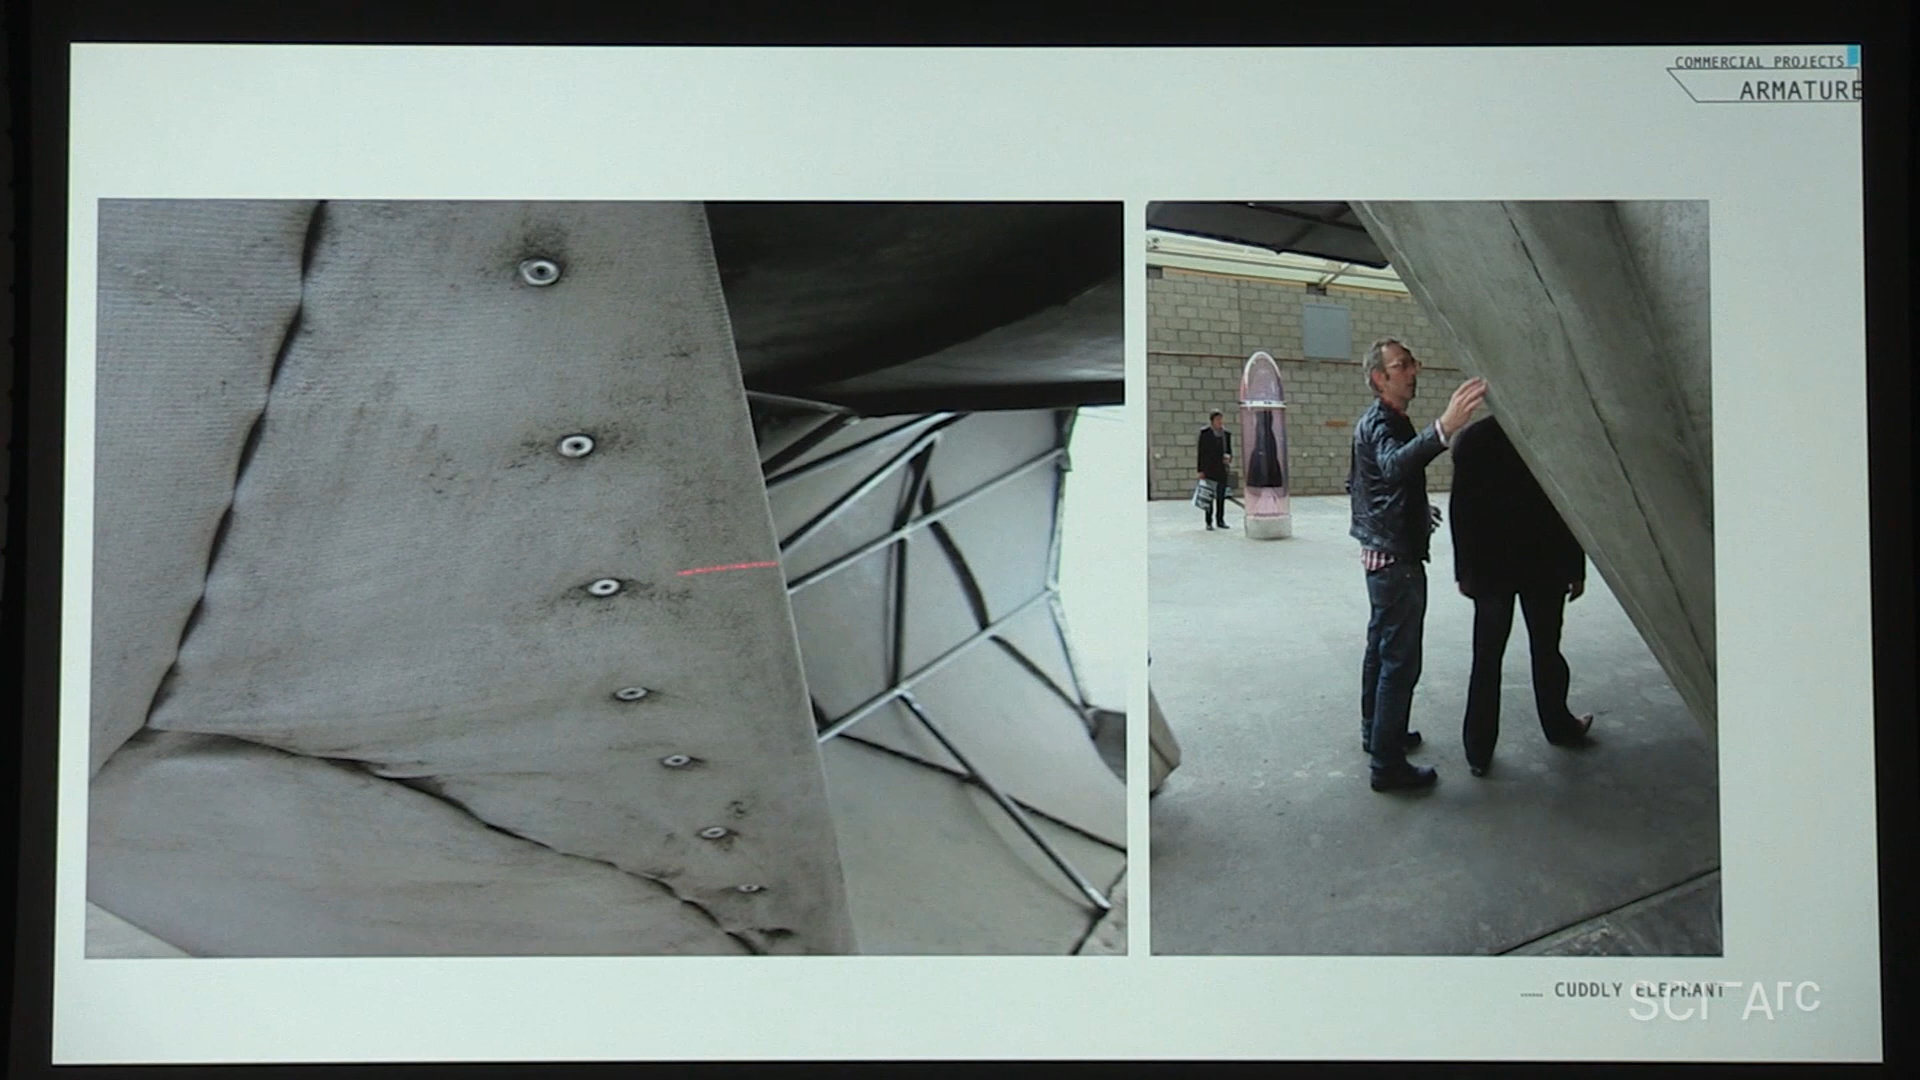 COMMERCIAL PROJECTS
ARMATURE
..... CUDDLY ELEPHANT
SCI-Arc